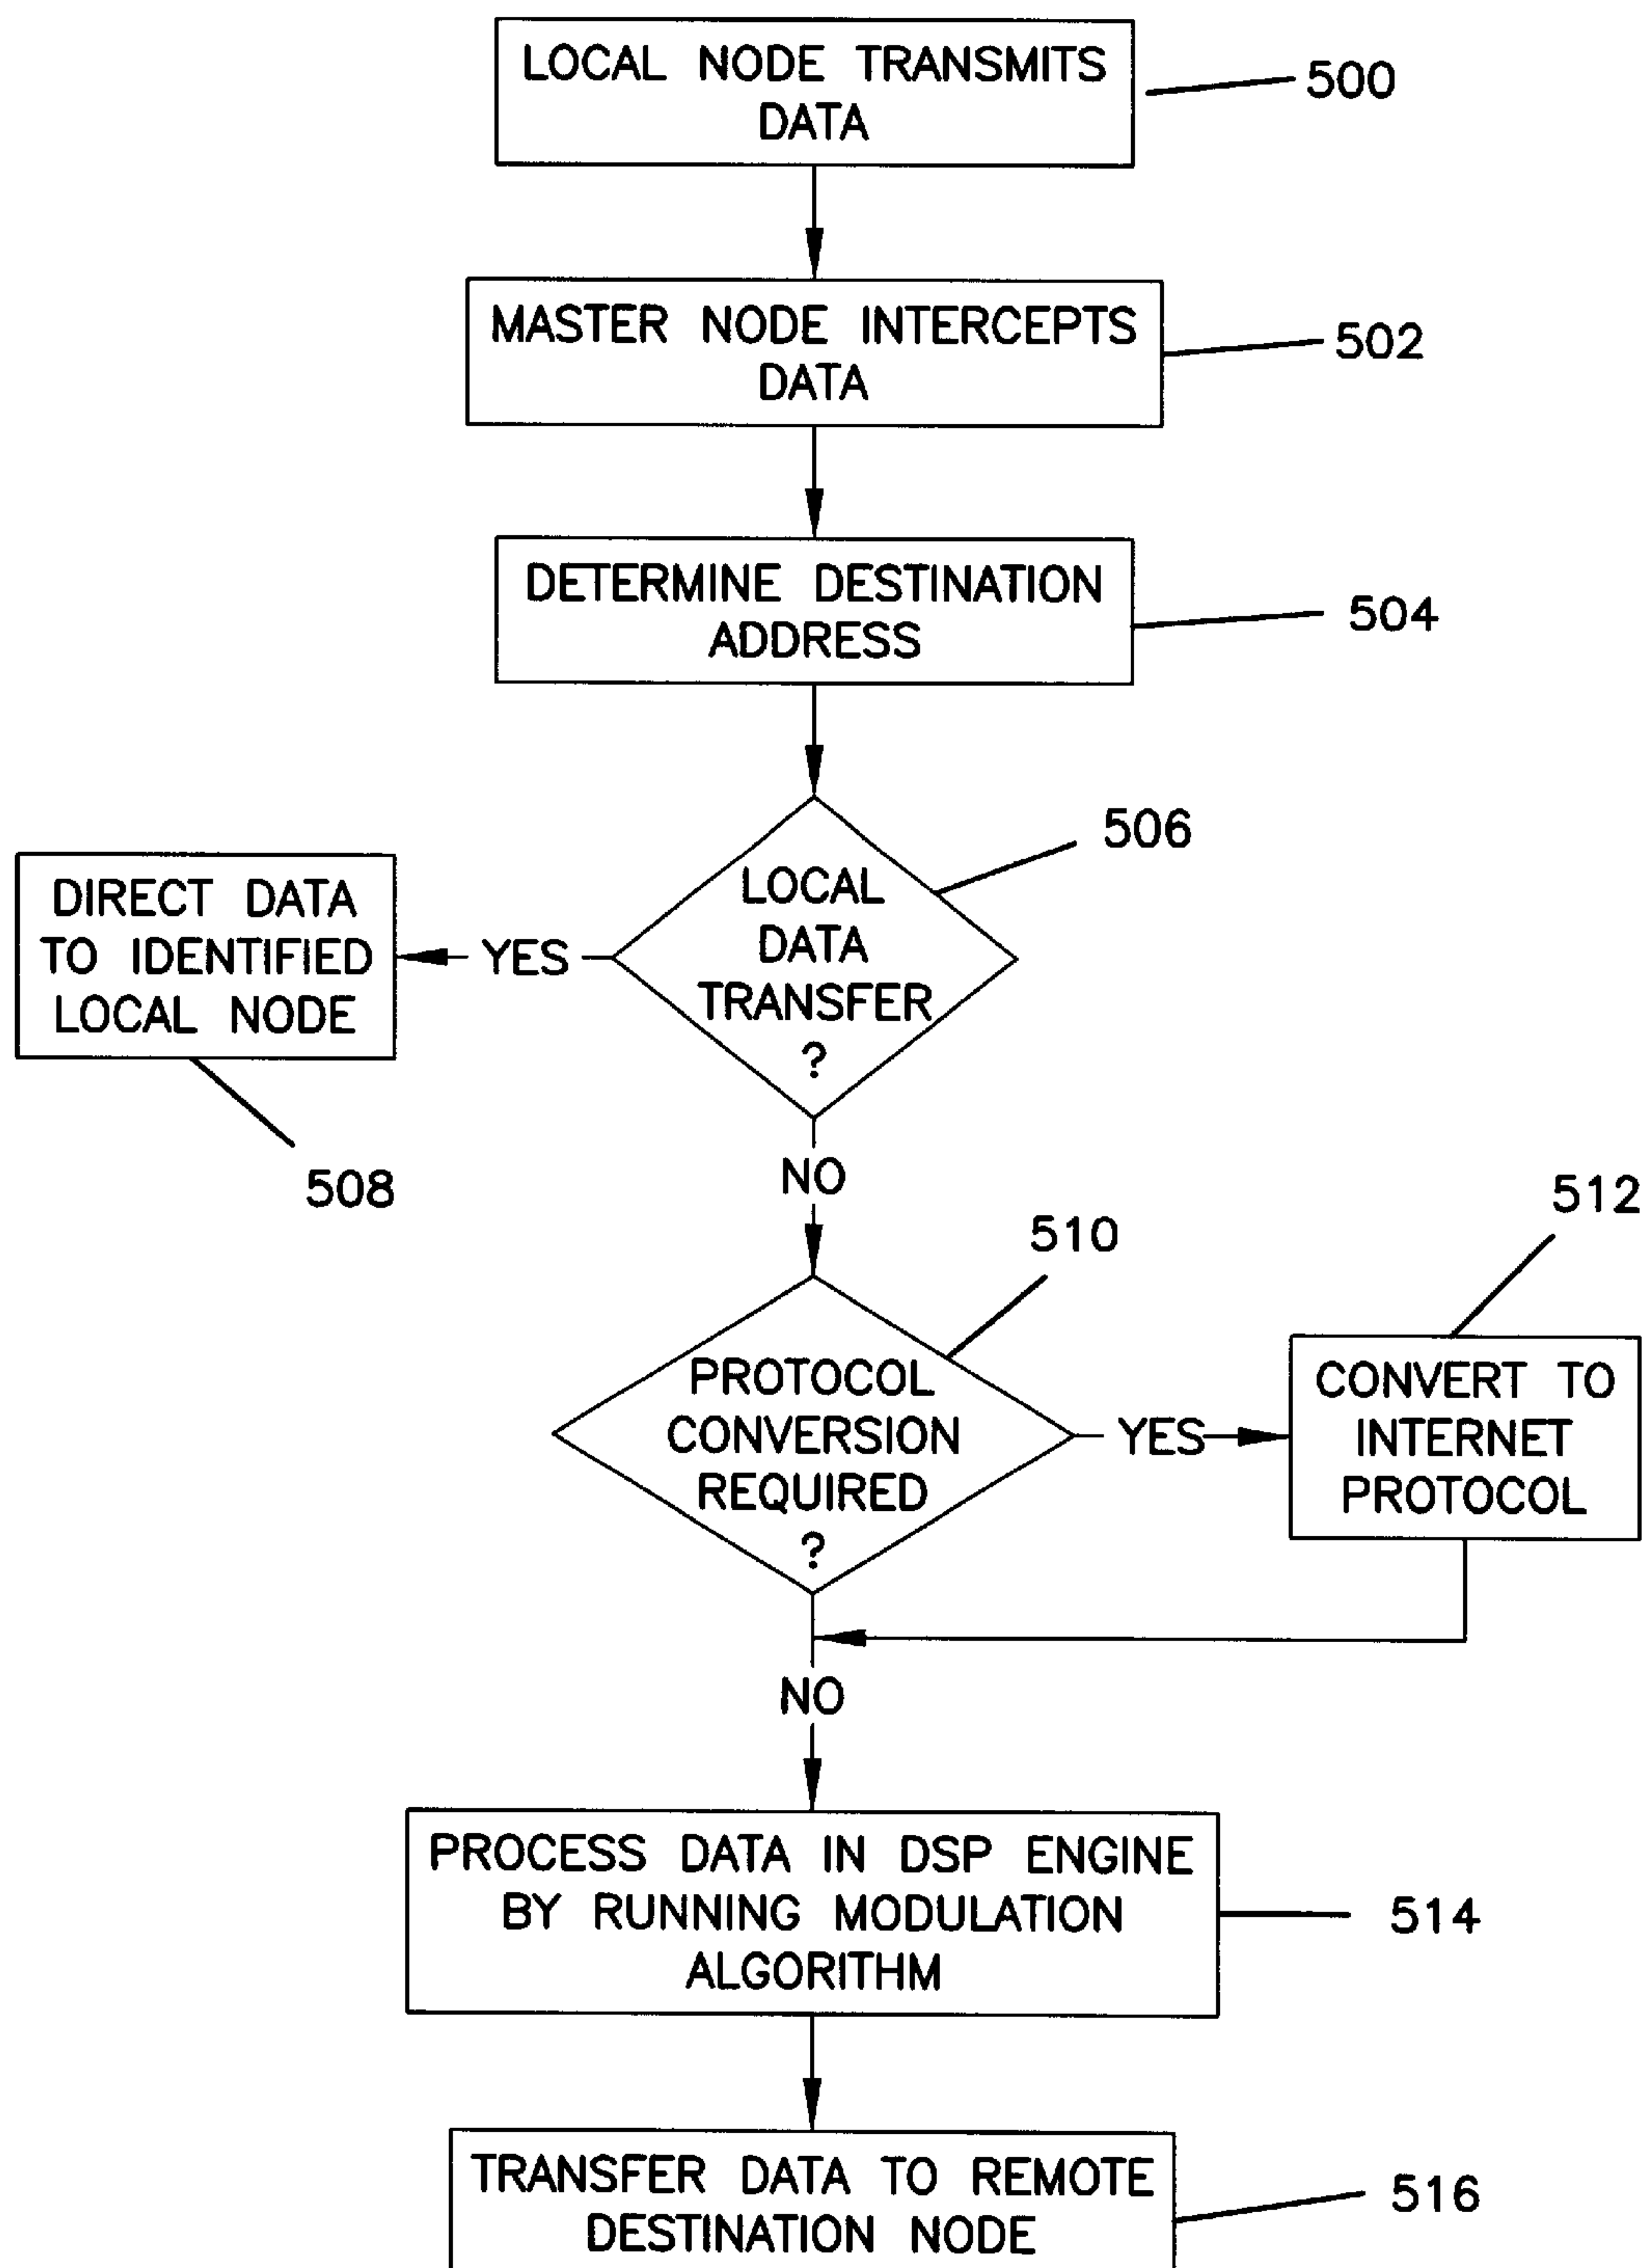 LOCAL NODE TRANSMITS
DATA
500
MASTER NODE INTERCEPTS
DATA
502
DETERMINE DESTINATION
ADDRESS
504
506
LOCAL
DATA
TRANSFER
?
YES
DIRECT DATA
TO IDENTIFIED
LOCAL NODE
508
NO
510
512
PROTOCOL
CONVERSION
REQUIRED
?
YES
CONVERT TO
INTERNET
PROTOCOL
NO
PROCESS DATA IN DSP ENGINE
BY RUNNING MODULATION
ALGORITHM
514
TRANSFER DATA TO REMOTE
DESTINATION NODE
516